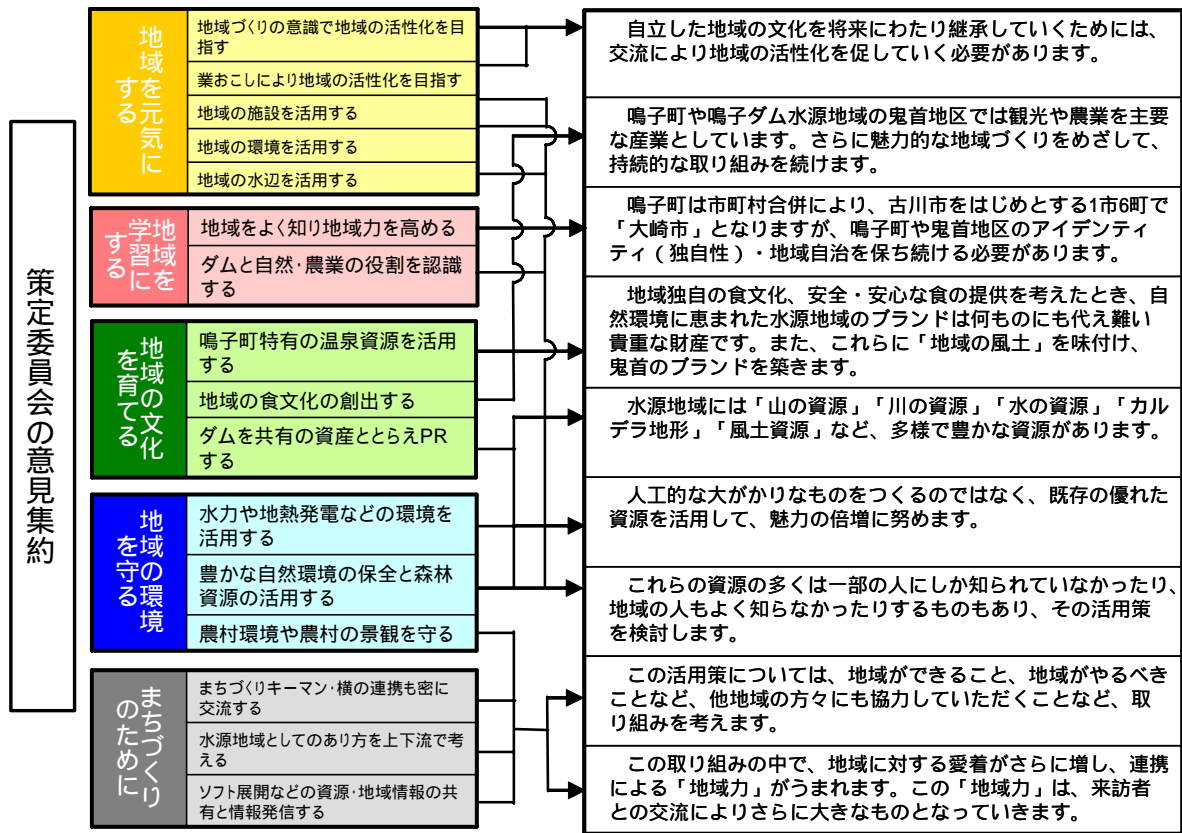 策定委員会の意見集約
地域を元気に
する
地域づくりの意識で地域の活性化を目
指す
業おこしにより地域の活性化を目指す
地域の施設を活用する
地域の環境を活用する
地域の水辺を活用する
地域を
学習に
する
地域をよく知り地域力を高める
ダムと自然･農業の役割を認識
する
地域の文化
を育てる
鳴子町特有の温泉資源を活用
する
地域の食文化の創出する
ダムを共有の資産ととらえPR
する
地域の環境
を守る
水力や地熱発電などの環境を
活用する
豊かな自然環境の保全と森林
資源の活用する
農村環境や農村の景観を守る
まちづくり
のために
まちづくりキーマン･横の連携も密に
交流する
水源地域としてのあり方を上下流で考
える
ソフト展開などの資源･地域情報の共
有と情報発信する
自立した地域の文化を将来にわたり継承していくためには、
交流により地域の活性化を促していく必要があります。
鳴子町や鳴子ダム水源地域の鬼首地区では観光や農業を主要
な産業としています。さらに魅力的な地域づくりをめざして、
持続的な取り組みを続けます。
鳴子町は市町村合併により、古川市をはじめとする1市6町で
「大崎市」となりますが、鳴子町や鬼首地区のアイデンティ
ティ（独自性）・地域自治を保ち続ける必要があります。
地域独自の食文化、安全・安心な食の提供を考えたとき、自
然環境に恵まれた水源地域のブランドは何ものにも代え難い
貴重な財産です。また、これらに「地域の風土」を味付け、
鬼首のブランドを築きます。
水源地域には「山の資源」「川の資源」「水の資源」「カル
デラ地形」「風土資源」など、多様で豊かな資源があります。
人工的な大がかりなものをつくるのではなく、既存の優れた
資源を活用して、魅力の倍増に努めます。
これらの資源の多くは一部の人にしか知られていなかったり、
地域の人もよく知らなかったりするものもあり、その活用策
を検討します。
この活用策については、地域ができること、地域がやるべき
ことなど、他地域の方々にも協力していただくことなど、取
り組みを考えます。
この取り組みの中で、地域に対する愛着がさらに増し、連携
による「地域力」がうまれます。この「地域力」は、来訪者
との交流によりさらに大きなものとなっていきます。